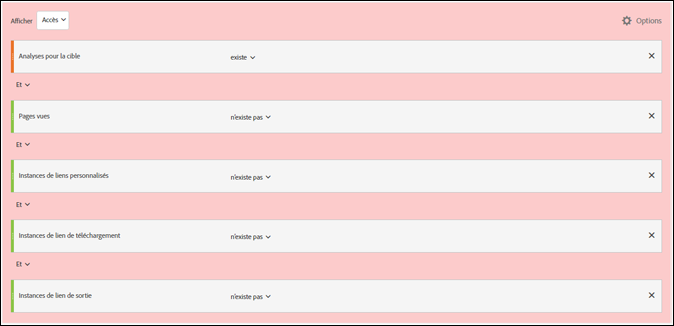 Afficher Accès Options
Analyses pour la cible existe
Et
Pages vues n'existe pas
Et
Instances de liens personnalisés n'existe pas
Et
Instances de lien de téléchargement n'existe pas
Et
Instances de lien de sortie n'existe pas